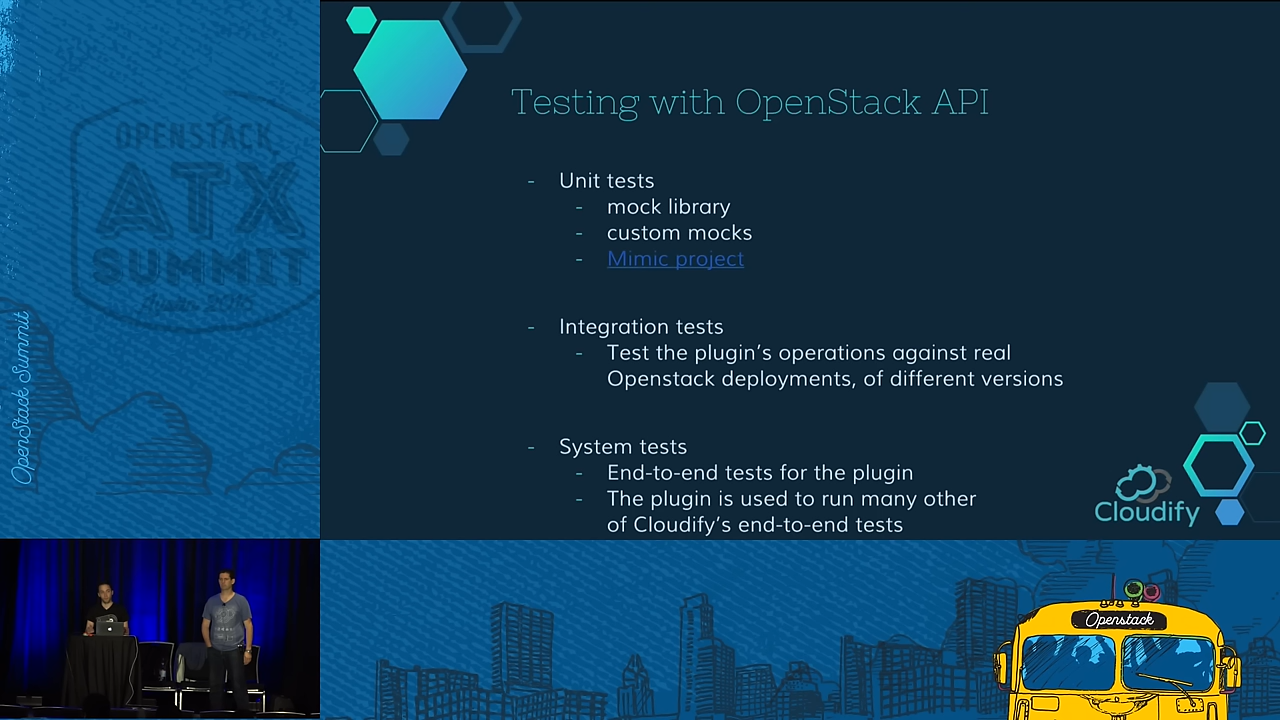 OPENSTACK
ATX
SUMMIT
Austin 2016
OpenStack Summit
Testing with OpenStack API
- Unit tests
- mock library
- custom mocks
- Mimic project
- Integration tests
- Test the plugin's operations against real
Openstack deployments, of different versions
- System tests
- End-to-end tests for the plugin
- The plugin is used to run many other
of Cloudify's end-to-end tests
Cloudify
Openstack